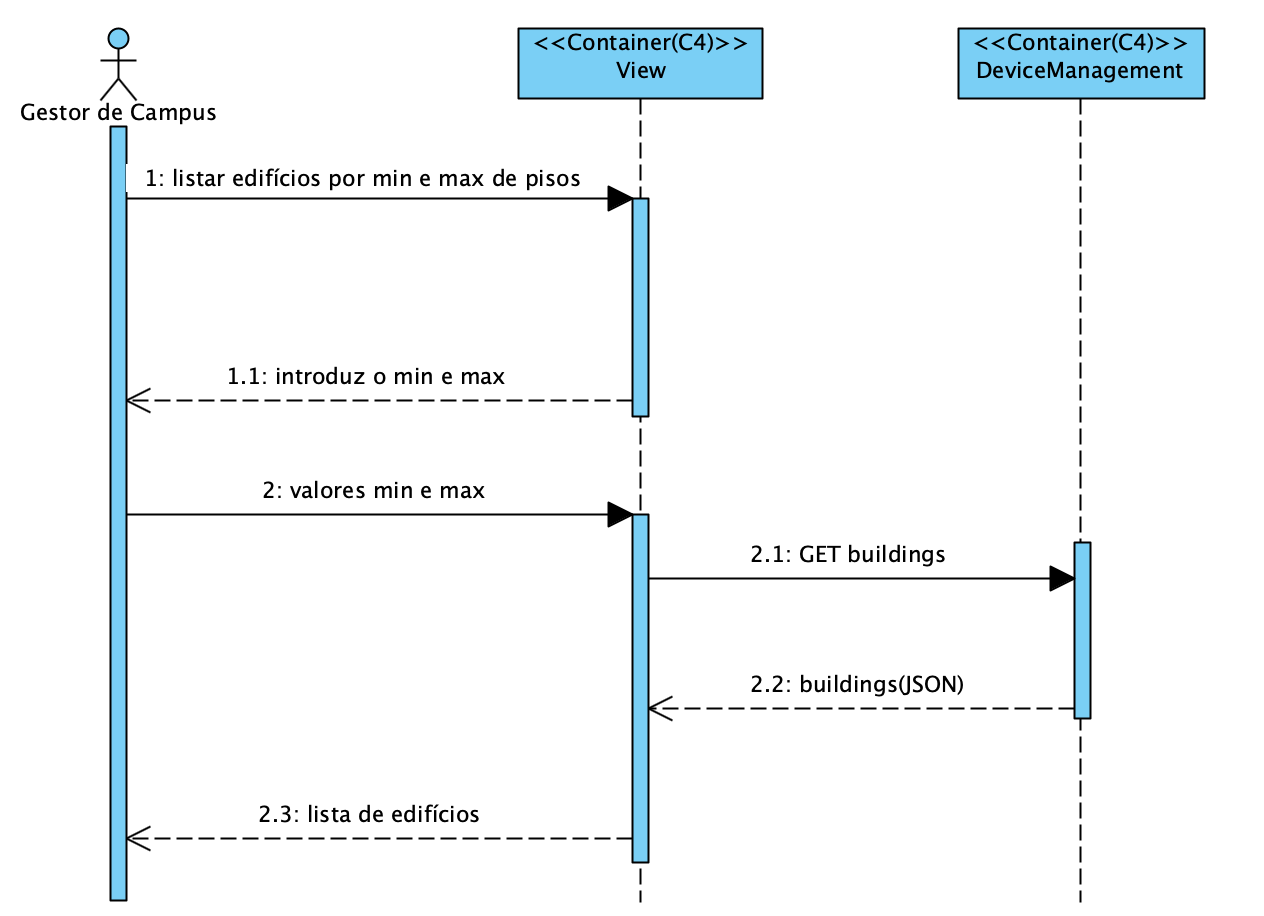 <<Container(C4)>>
View
<<Container(C4)>>
DeviceManagement
Gestor de Campus
1: listar edifícios por min e max de pisos
1.1: introduz o min e max
2: valores min e max
2.1: GET buildings
2.2: buildings(JSON)
2.3: lista de edifícios